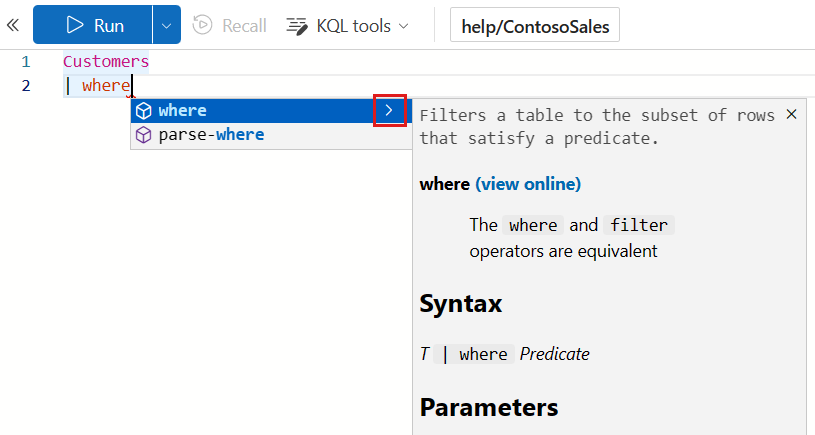 Run Recall KQL tools help/ContosoSales
1 Customers
2 | where
where
parse-where
Filters a table to the subset of rows
that satisfy a predicate.
where (view online)
The where and filter
operators are equivalent
Syntax
T | where Predicate
Parameters